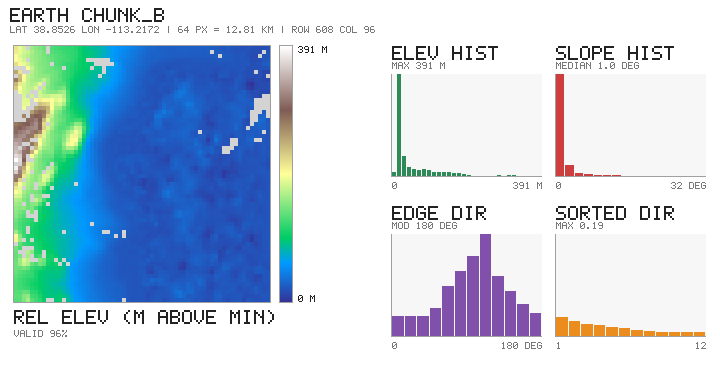 EARTH CHUNK_B
LAT 38.8526 LON -113.2172 | 64 PX = 12.81 KM | ROW 608 COL 96
391 M
0 M
REL ELEV (M ABOVE MIN)
VALID 96%
ELEV HIST
MAX 391 M
0 391 M
SLOPE HIST
MEDIAN 1.0 DEG
0 32 DEG
EDGE DIR
MOD 180 DEG
0 180 DEG
SORTED DIR
MAX 0.19
1 12